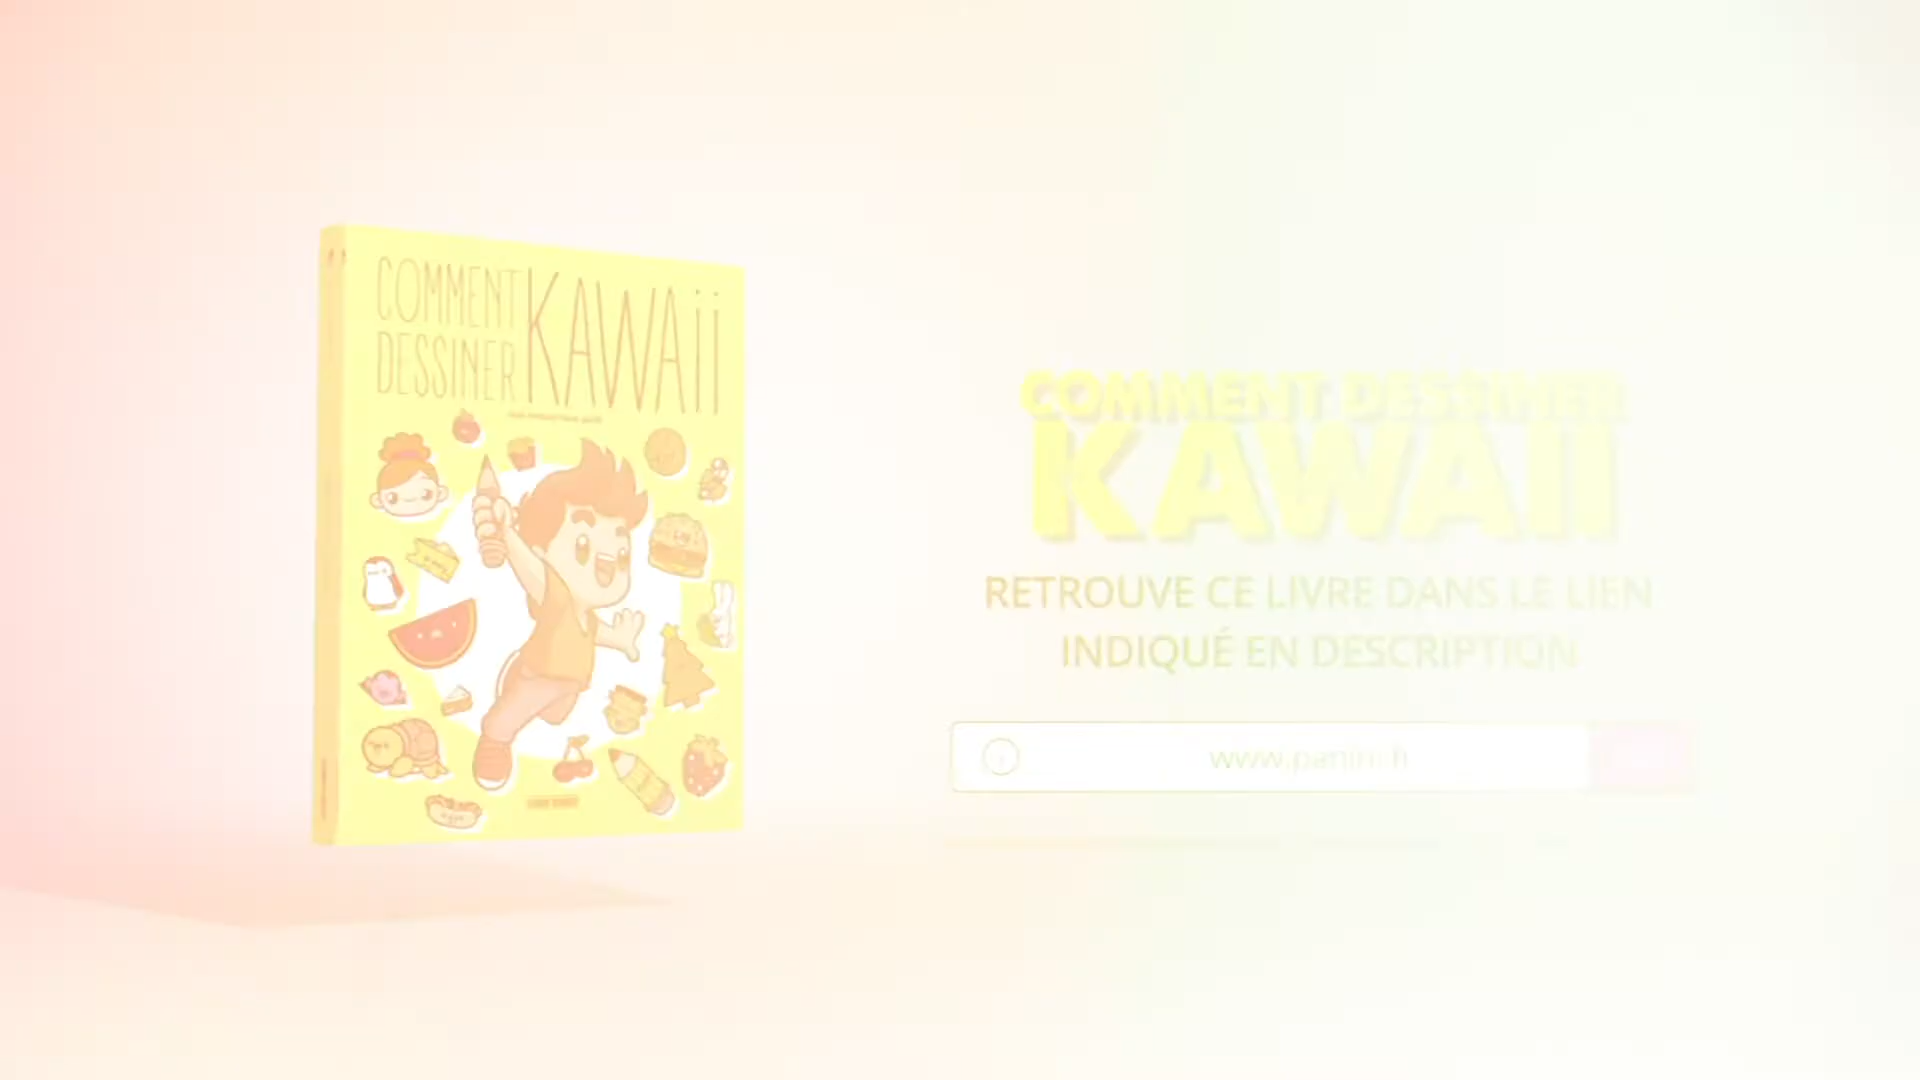 COMMENT
DESSINER
KAWAii
COMMENT DESSINER
KAWAII
RETROUVE CE LIVRE DANS LE LIEN
INDIQUÉ EN DESCRIPTION
www.panini.fr